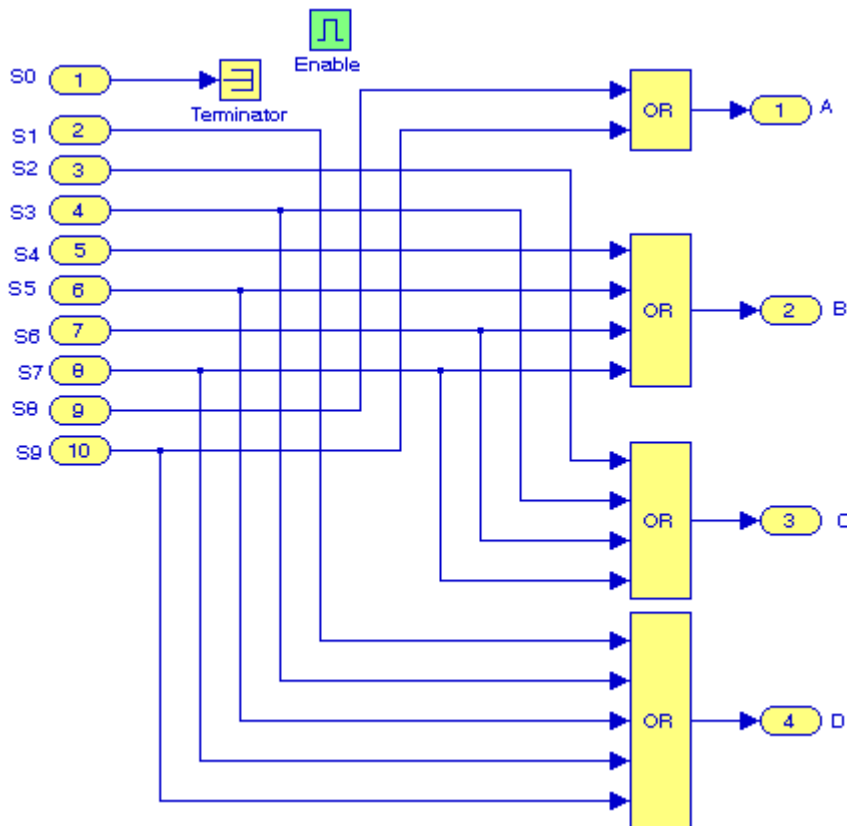 Enable
S0 1
Terminator
OR 1 A
S1 2
S2 3
S3 4
S4 5
S5 6
OR 2 B
S6 7
S7 8
S8 9
S9 10
OR 3 C
OR 4 D